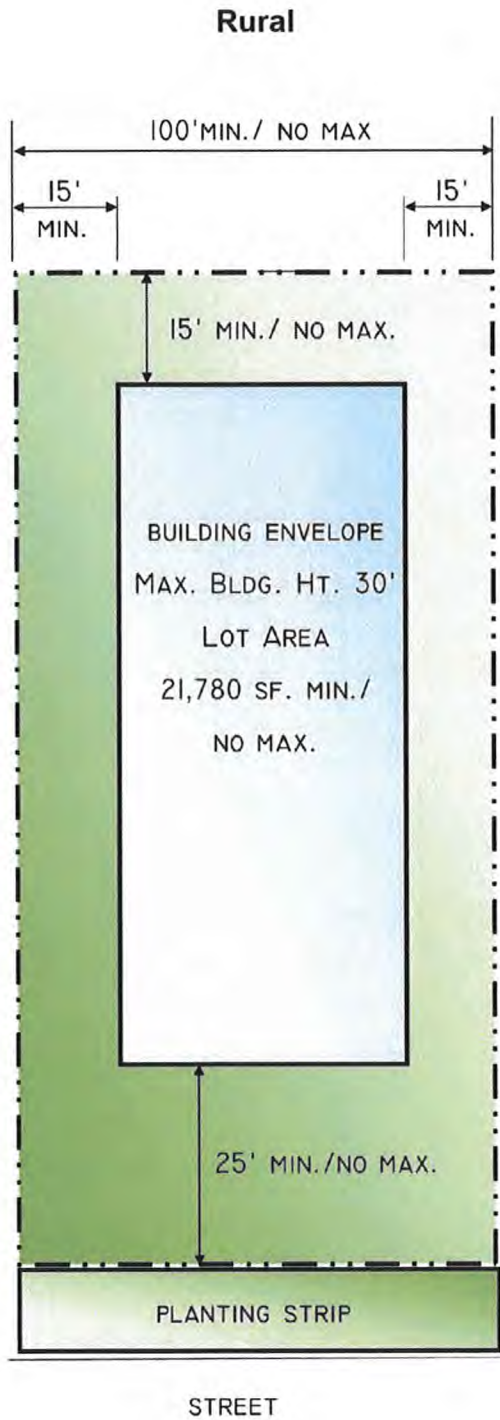 Rural
100'MIN./ NO MAX
15' 15'
MIN. MIN.
15' MIN./ NO MAX.
BUILDING ENVELOPE
MAX. BLDG. HT. 30'
LOT AREA
21,780 SF. MIN./
NO MAX.
25' MIN./NO MAX.
PLANTING STRIP
STREET